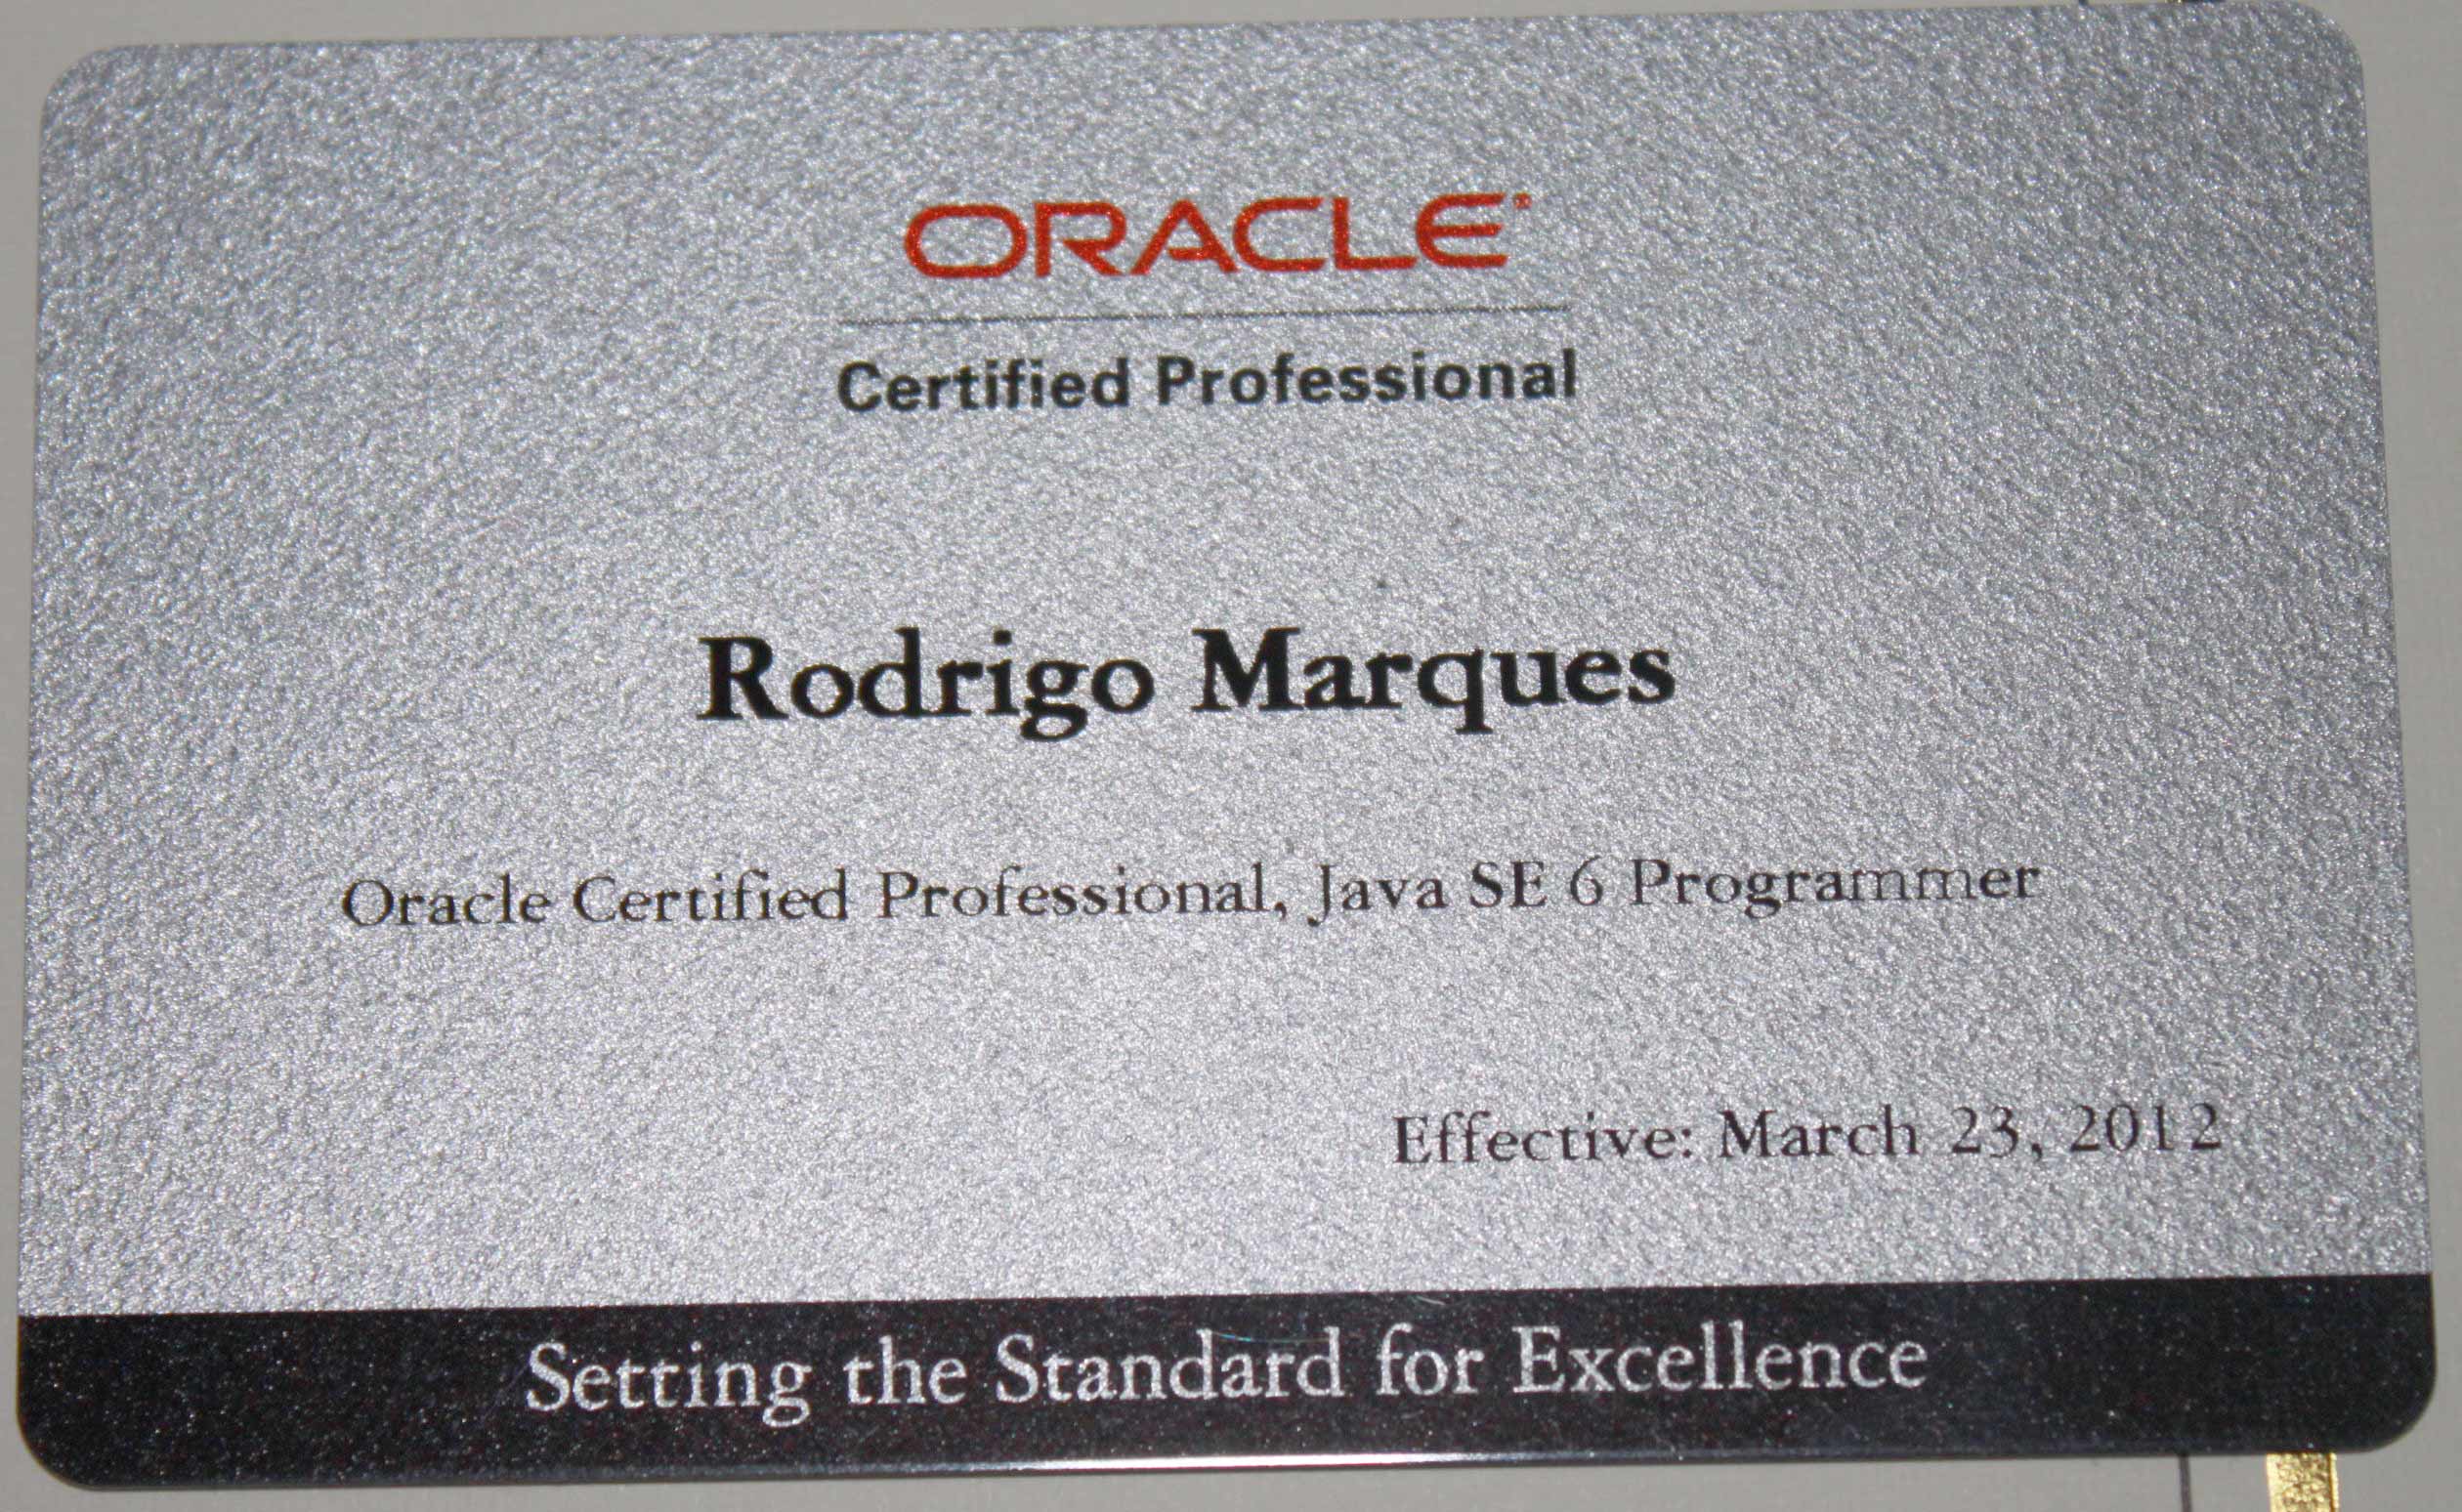 ORACLE
Certified Professional
Rodrigo Marques
Oracle Certified Professional, Java SE 6 Programmer
Effective: March 23, 2012
Setting the Standard for Excellence